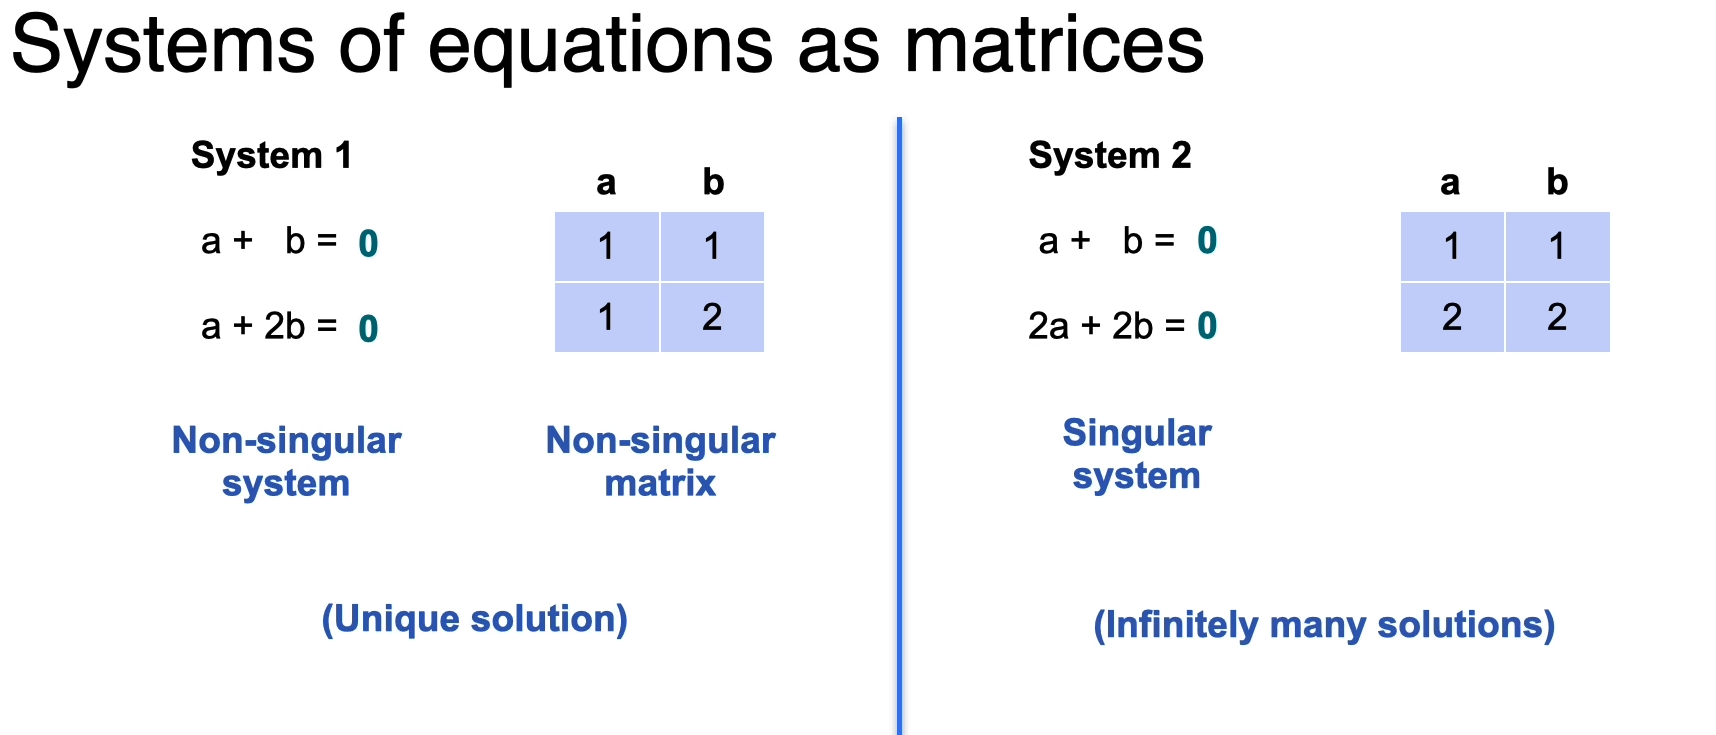 Systems of equations as matrices
System 1
a + b = 0
a + 2b = 0
a b
1 1
1 2
Non-singular
system
Non-singular
matrix
(Unique solution)
System 2
a + b = 0
2a + 2b = 0
a b
1 1
2 2
Singular
system
(Infinitely many solutions)